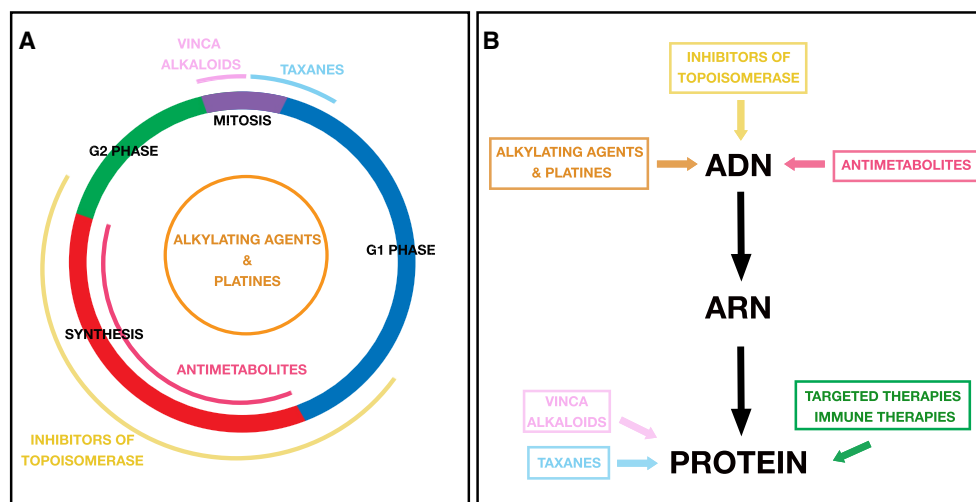 A
VINCA
ALKALOIDS
TAXANES
MITOSIS
G2 PHASE
G1 PHASE
ALKYLATING AGENTS
&
PLATINES
SYNTHESIS
ANTIMETABOLITES
INHIBITORS OF
TOPOISOMERASE
B
INHIBITORS OF
TOPOISOMERASE
ALKYLATING AGENTS
& PLATINES
ADN
ANTIMETABOLITES
ARN
VINCA
ALKALOIDS
TARGETED THERAPIES
IMMUNE THERAPIES
TAXANES
PROTEIN